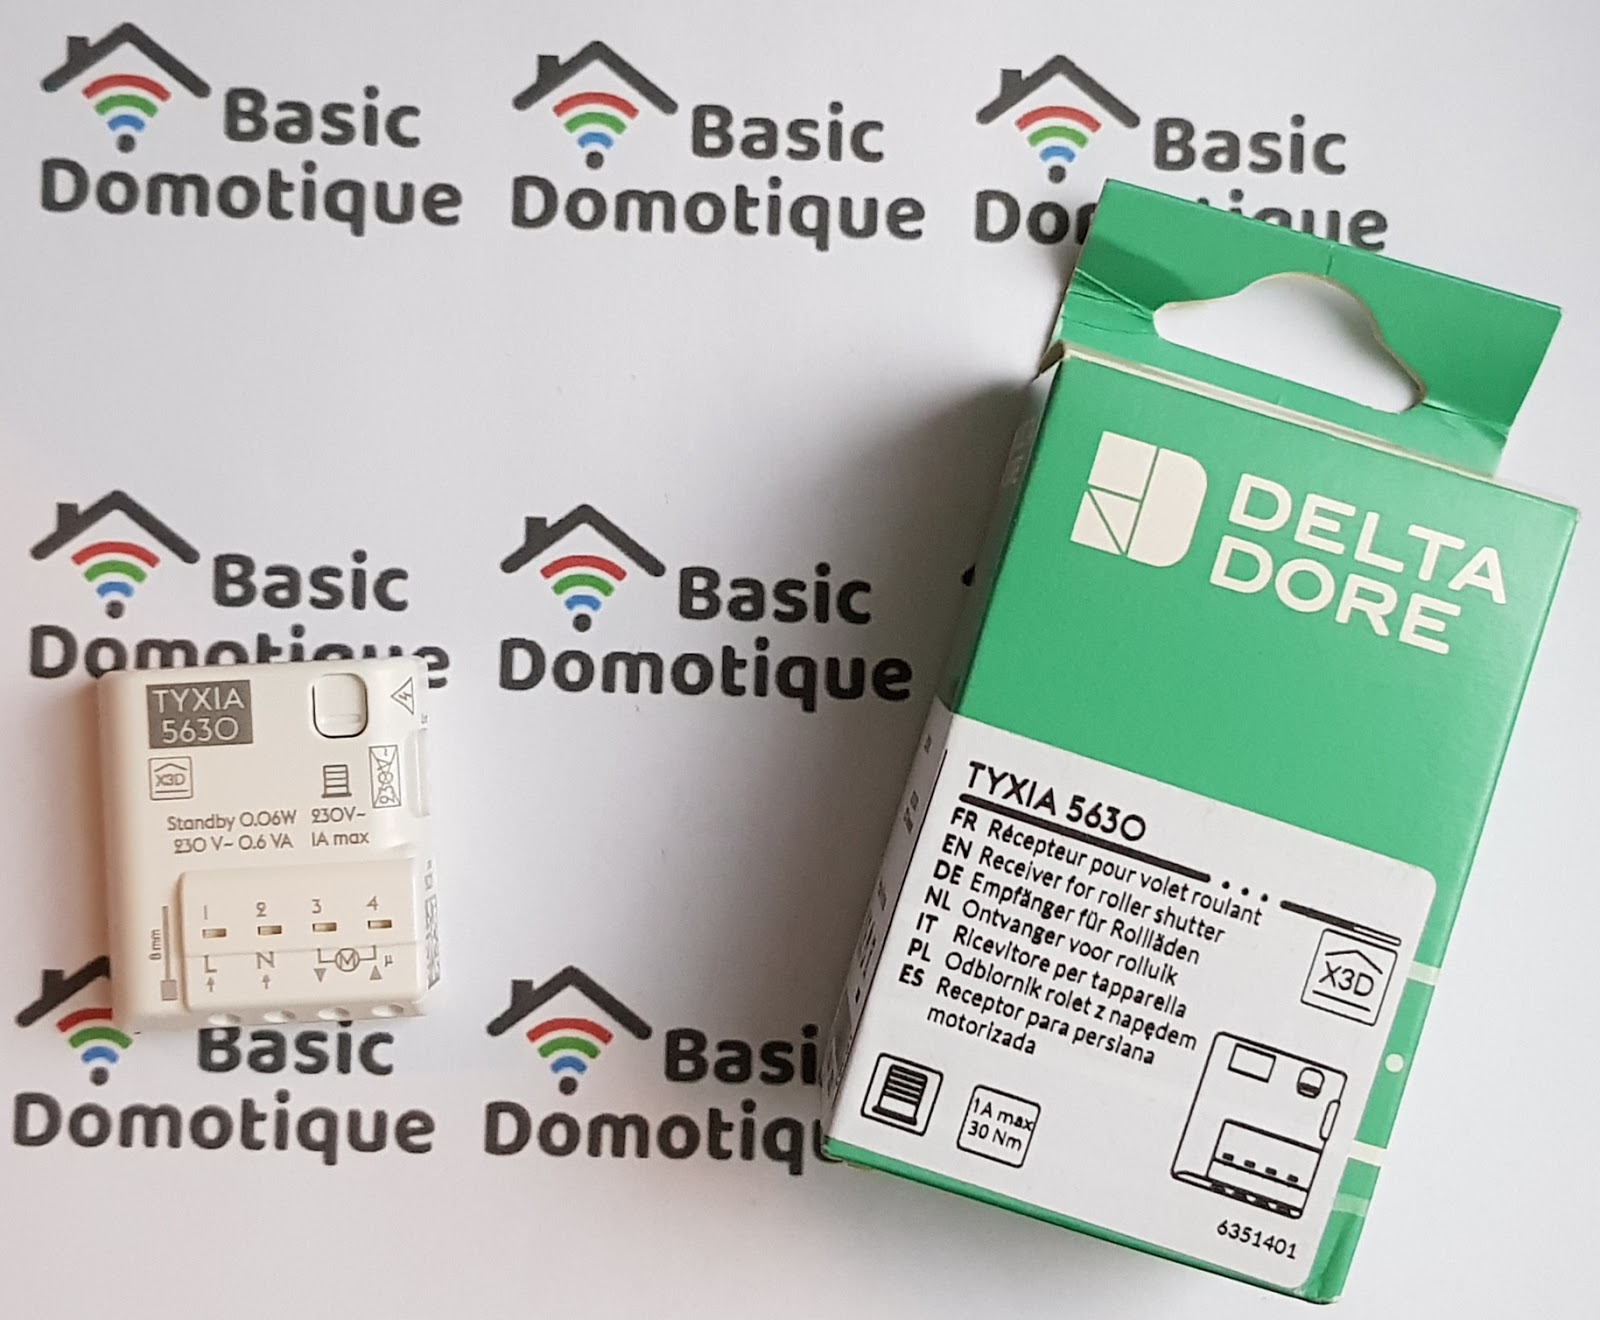 Basic
Domotique
Basic
Domotique
Basic
Basic
Basic
Domotique
Basic
Domotique
TYXIA
5630
X3D
Standby 0.06W
230 V~ 0.6 VA
230V~
1A max
230V~
8 mm
1 2 3 4
L N M µ
DELTA
DORE
TYXIA 5630
FR Récepteur pour volet roulant
EN Receiver for roller shutter
DE Empfänger für Rollläden
NL Ontvanger voor rolluik
IT Ricevitore per tapparella
PL Odbiornik rolet z napędem
ES Receptor para persiana
motorizada
X3D
1A max
30 Nm
6351401